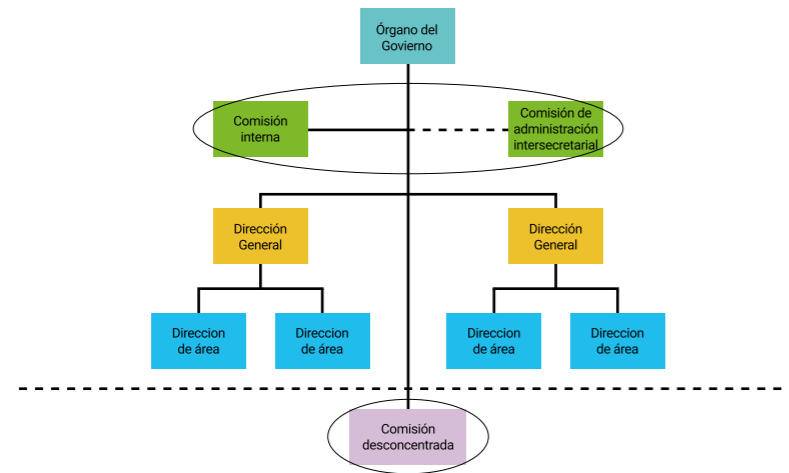 Órgano del
Govierno
Comisión
interna
Comisión de
administración
intersecretarial
Dirección
General
Dirección
General
Direccion
de área
Direccion
de área
Direccion
de área
Direccion
de área
Comisión
desconcentrada